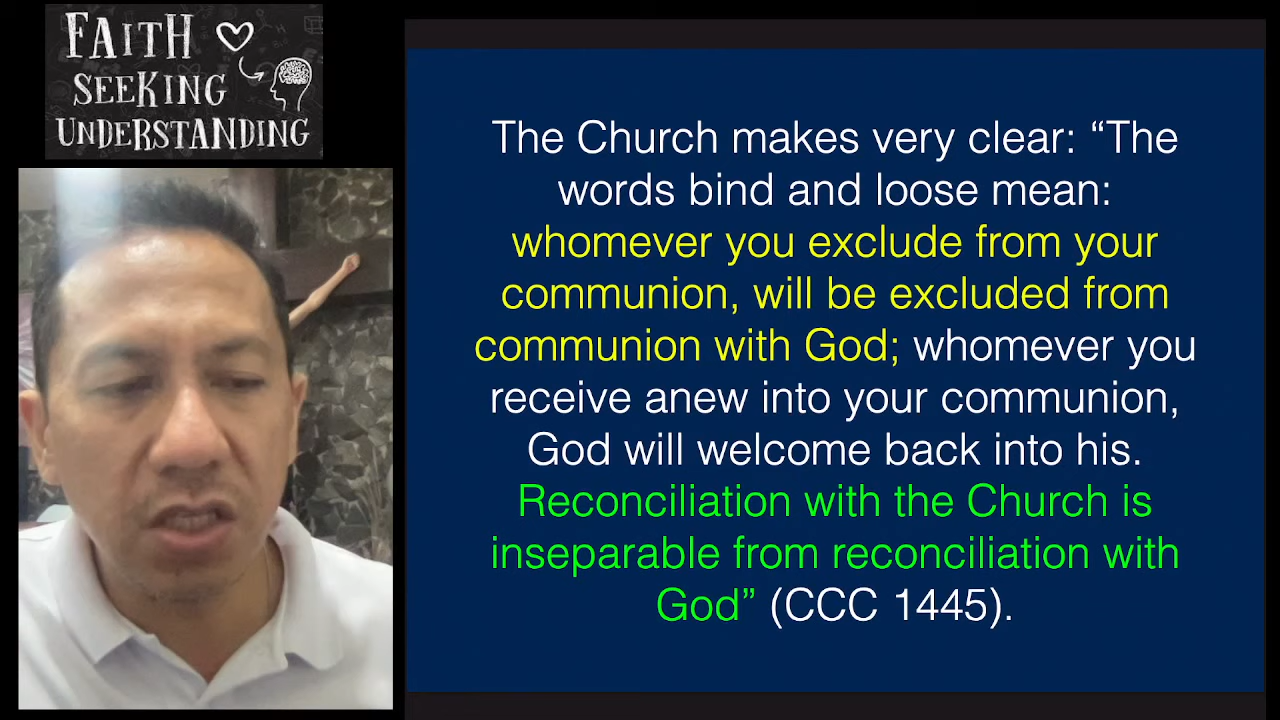 FAITH
SEEKING
UNDERSTANDING
The Church makes very clear: “The
words bind and loose mean:
whomever you exclude from your
communion, will be excluded from
communion with God; whomever you
receive anew into your communion,
God will welcome back into his.
Reconciliation with the Church is
inseparable from reconciliation with
God” (CCC 1445).